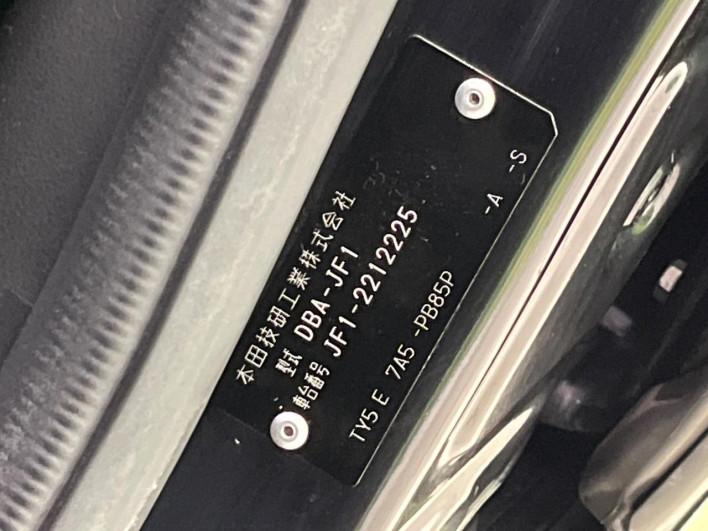 本田技研工業株式会社
型式 DBA-JF1
車台番号 JF1-2212225
TY5 E 7A5 -PB85P -A -S